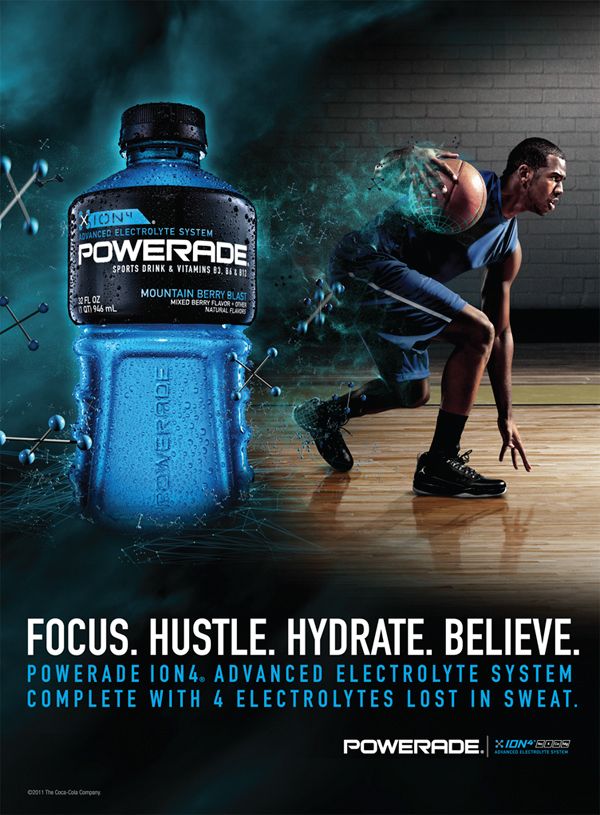 ION4
ADVANCED ELECTROLYTE SYSTEM
POWERADE
SPORTS DRINK & VITAMINS B3, B6 & B12
MOUNTAIN BERRY BLAST
MIXED BERRY FLAVOR + OTHER
NATURAL FLAVORS
32 FL OZ
(1 QT) 946 mL
POWERADE
FOCUS. HUSTLE. HYDRATE. BELIEVE.
POWERADE ION4® ADVANCED ELECTROLYTE SYSTEM
COMPLETE WITH 4 ELECTROLYTES LOST IN SWEAT.
POWERADE® | ION4®
ADVANCED ELECTROLYTE SYSTEM
©2011 The Coca-Cola Company.